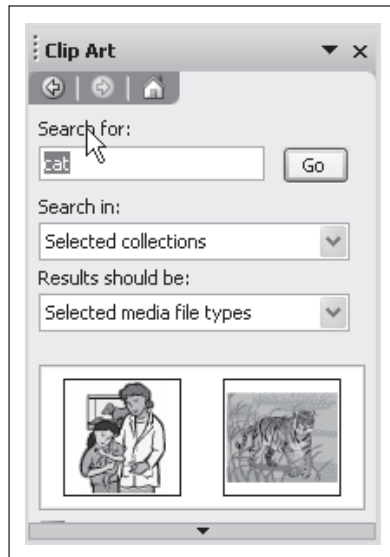 Clip Art
Search for:
cat
Go
Search in:
Selected collections
Results should be:
Selected media file types